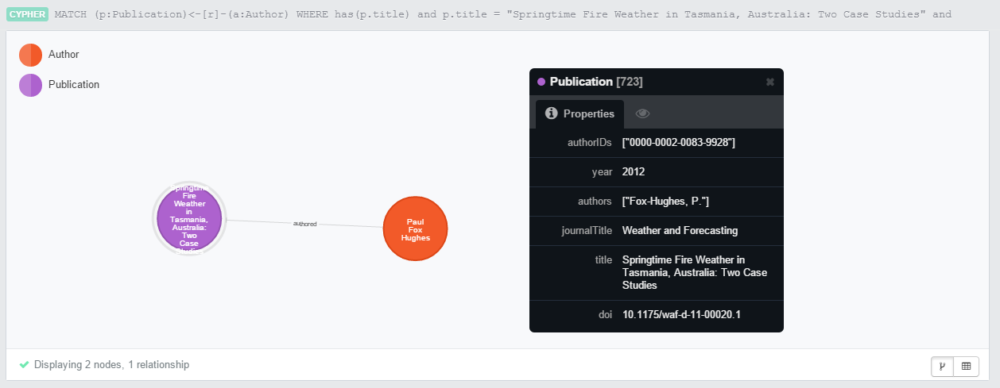 CYPHER MATCH (p:Publication)<-[r]-(a:Author) WHERE has(p.title) and p.title = "Springtime Fire Weather in Tasmania, Australia: Two Case Studies" and
Author
Publication
Springtime
Fire
Weather
in
Tasmania,
Australia:
Two
Case
Studies
authored
Paul
Fox
Hughes
Publication [723]
Properties
authorIDs ["0000-0002-0083-9928"]
year 2012
authors ["Fox-Hughes, P."]
journalTitle Weather and Forecasting
title Springtime Fire Weather in
Tasmania, Australia: Two Case
Studies
doi 10.1175/waf-d-11-00020.1
Displaying 2 nodes, 1 relationship